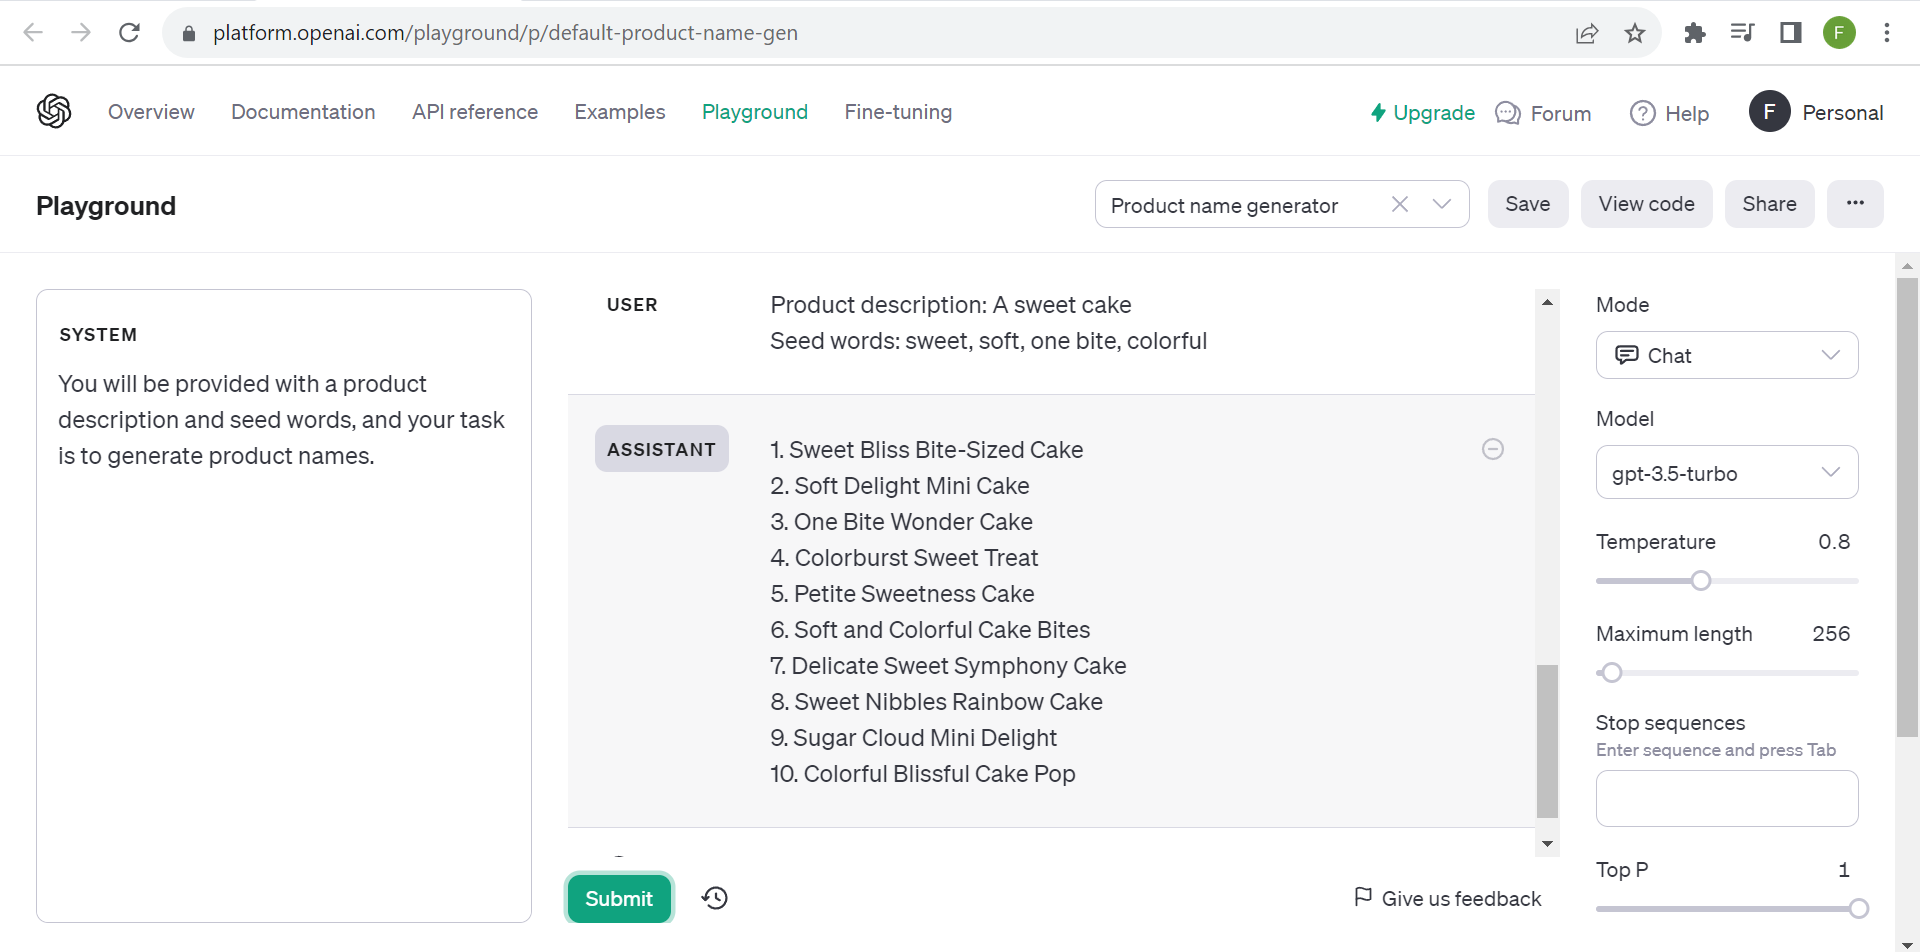 platform.openai.com/playground/p/default-product-name-gen
F
Overview
Documentation
API reference
Examples
Playground
Fine-tuning
Upgrade
Forum
Help
F
Personal
Playground
Product name generator
Save
View code
Share
SYSTEM
You will be provided with a product
description and seed words, and your task
is to generate product names.
USER
Product description: A sweet cake
Seed words: sweet, soft, one bite, colorful
ASSISTANT
1. Sweet Bliss Bite-Sized Cake
2. Soft Delight Mini Cake
3. One Bite Wonder Cake
4. Colorburst Sweet Treat
5. Petite Sweetness Cake
6. Soft and Colorful Cake Bites
7. Delicate Sweet Symphony Cake
8. Sweet Nibbles Rainbow Cake
9. Sugar Cloud Mini Delight
10. Colorful Blissful Cake Pop
Submit
Give us feedback
Mode
Chat
Model
gpt-3.5-turbo
Temperature 0.8
Maximum length 256
Stop sequences
Enter sequence and press Tab
Top P 1